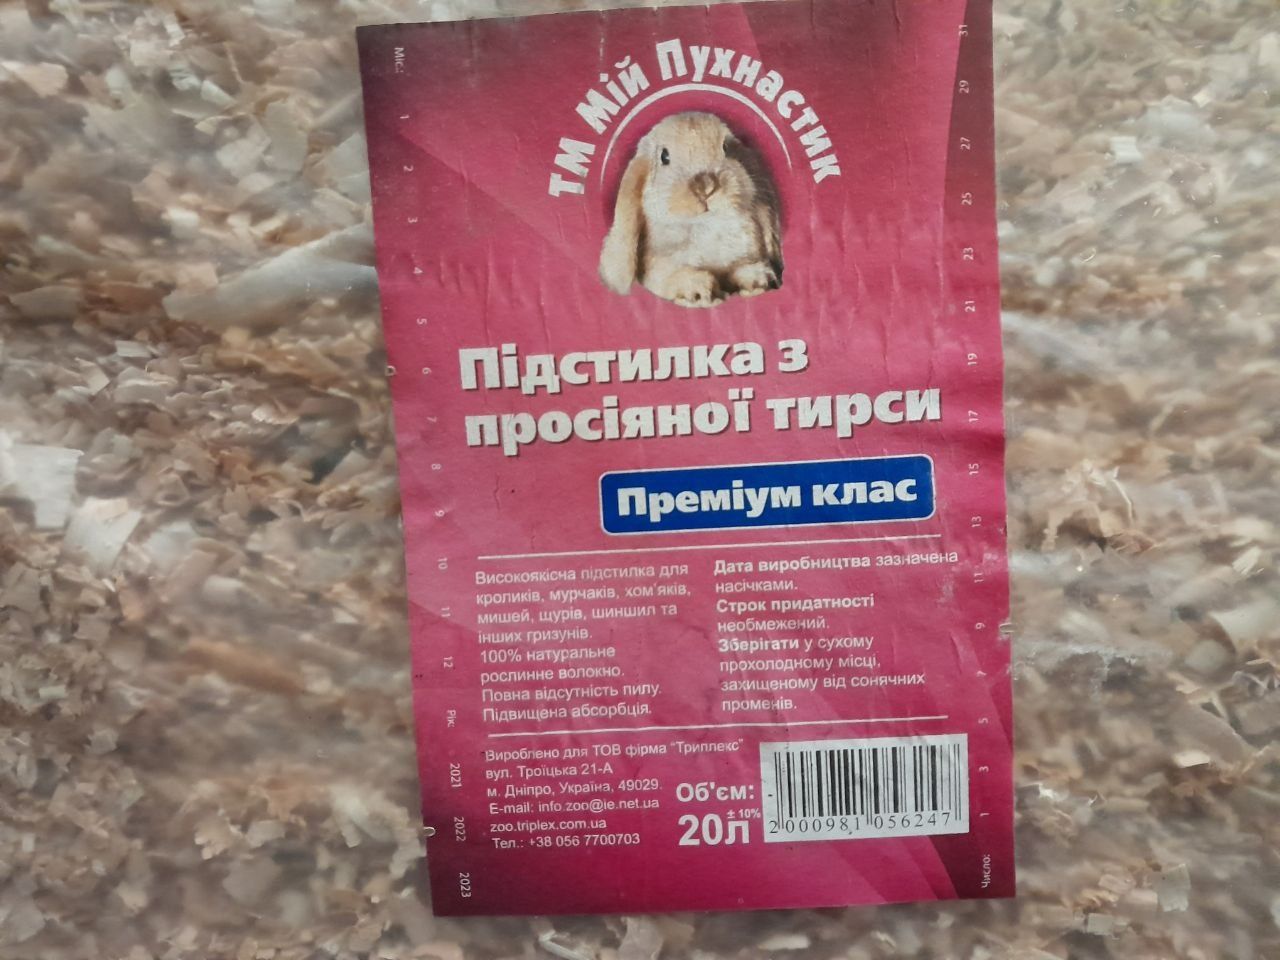 ТМ Мій Пухнастик
Підстилка з
просіяної тирси
Преміум клас
Високоякісна підстилка для
кроликів, мурчаків, хом'яків,
мишей, щурів, шиншил та
інших гризунів.
100% натуральне
рослинне волокно.
Повна відсутність пилу.
Підвищена абсорбція.
Дата виробництва зазначена
насічками.
Строк придатності
необмежений.
Зберігати у сухому
прохолодному місці,
захищеному від сонячних
променів.
Вироблено для ТОВ фірма "Триплекс"
вул. Троїцька 21-А
м. Дніпро, Україна, 49029.
E-mail: info.zoo@ie.net.ua
zoo.triplex.com.ua
Тел.: +38 056 7700703
Об'єм:
20л ± 10%
2 000981 056247
Міс.:
1
2
3
4
5
6
7
8
9
10
11
12
Рік:
2021
2022
2023
31
29
27
25
23
21
19
17
15
13
11
9
7
5
3
1
Число: